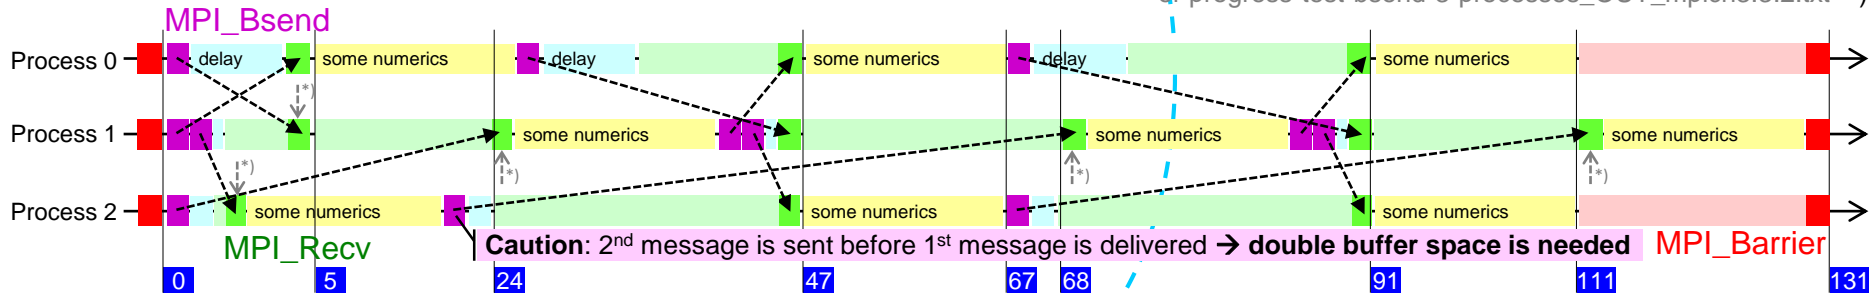 MPI_Bsend
Process 0 delay some numerics delay some numerics delay some numerics
*)
Process 1 some numerics some numerics some numerics
*) *) *) *)
Process 2 some numerics some numerics some numerics
MPI_Recv Caution: 2nd message is sent before 1st message is delivered → double buffer space is needed MPI_Barrier
0 5 24 47 67 68 91 111 131